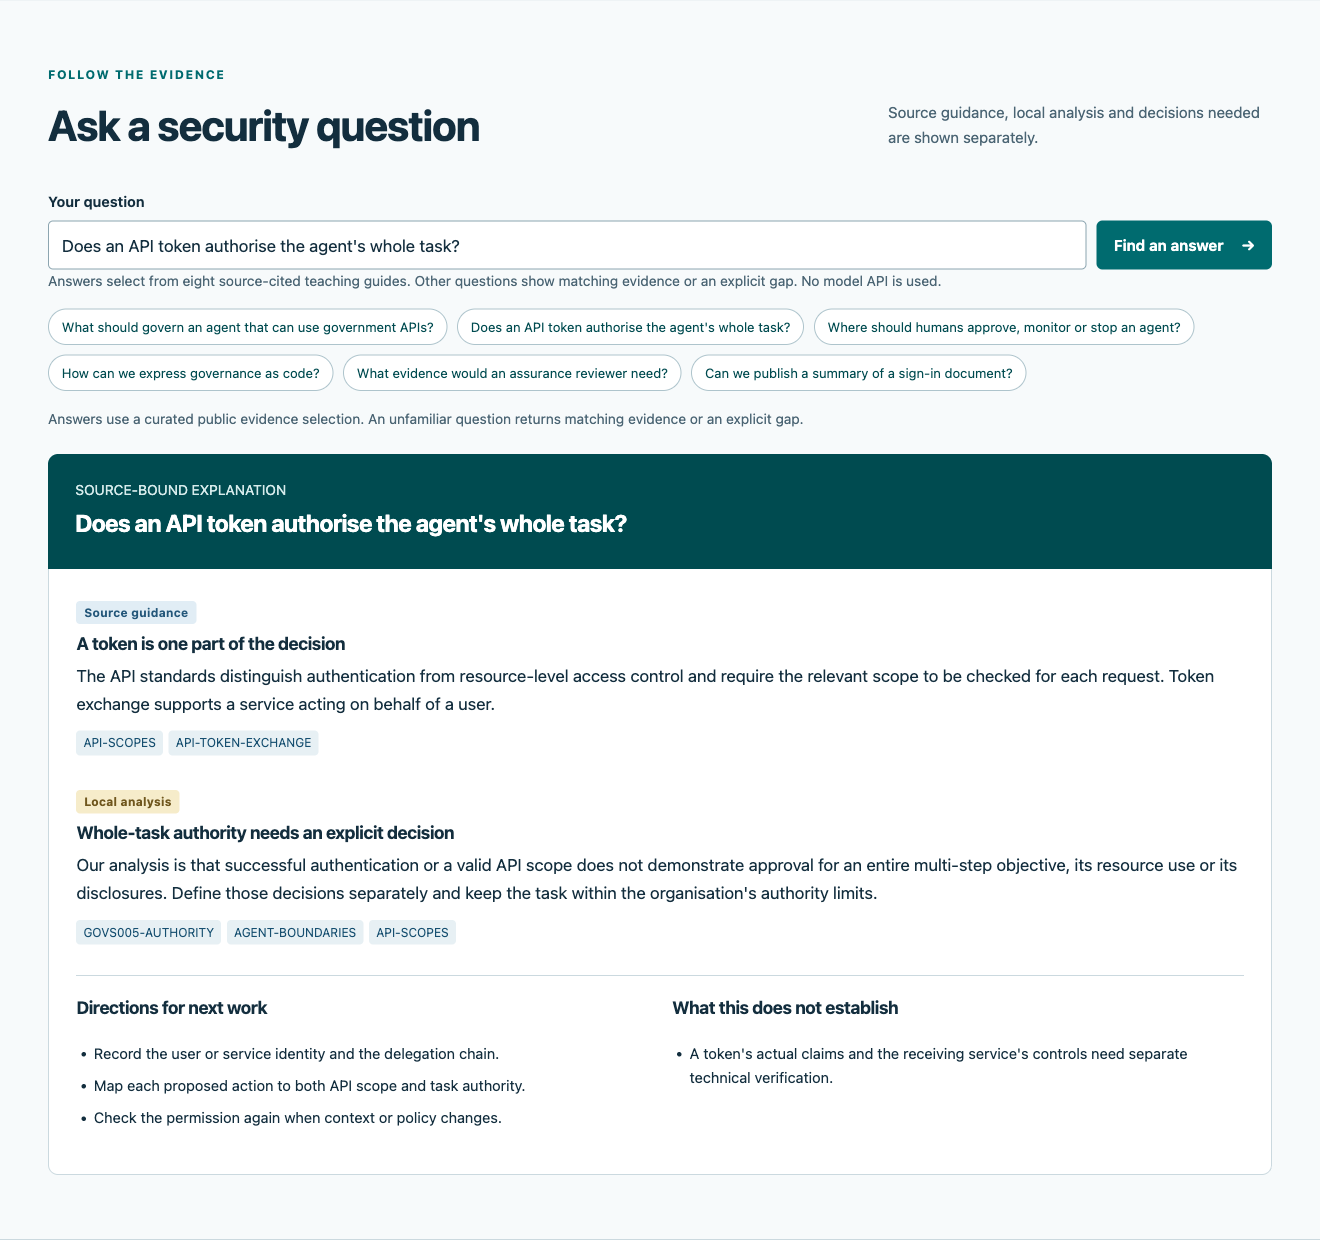 FOLLOW THE EVIDENCE
Ask a security question
Source guidance, local analysis and decisions needed
are shown separately.
Your question
Does an API token authorise the agent's whole task?
Find an answer →
Answers select from eight source-cited teaching guides. Other questions show matching evidence or an explicit gap. No model API is used.
What should govern an agent that can use government APIs?
Does an API token authorise the agent's whole task?
Where should humans approve, monitor or stop an agent?
How can we express governance as code?
What evidence would an assurance reviewer need?
Can we publish a summary of a sign-in document?
Answers use a curated public evidence selection. An unfamiliar question returns matching evidence or an explicit gap.
SOURCE-BOUND EXPLANATION
Does an API token authorise the agent's whole task?
Source guidance
A token is one part of the decision
The API standards distinguish authentication from resource-level access control and require the relevant scope to be checked for each request. Token
exchange supports a service acting on behalf of a user.
API-SCOPES
API-TOKEN-EXCHANGE
Local analysis
Whole-task authority needs an explicit decision
Our analysis is that successful authentication or a valid API scope does not demonstrate approval for an entire multi-step objective, its resource use or its
disclosures. Define those decisions separately and keep the task within the organisation's authority limits.
GOVS005-AUTHORITY
AGENT-BOUNDARIES
API-SCOPES
Directions for next work
• Record the user or service identity and the delegation chain.
• Map each proposed action to both API scope and task authority.
• Check the permission again when context or policy changes.
What this does not establish
• A token's actual claims and the receiving service's controls need separate
technical verification.